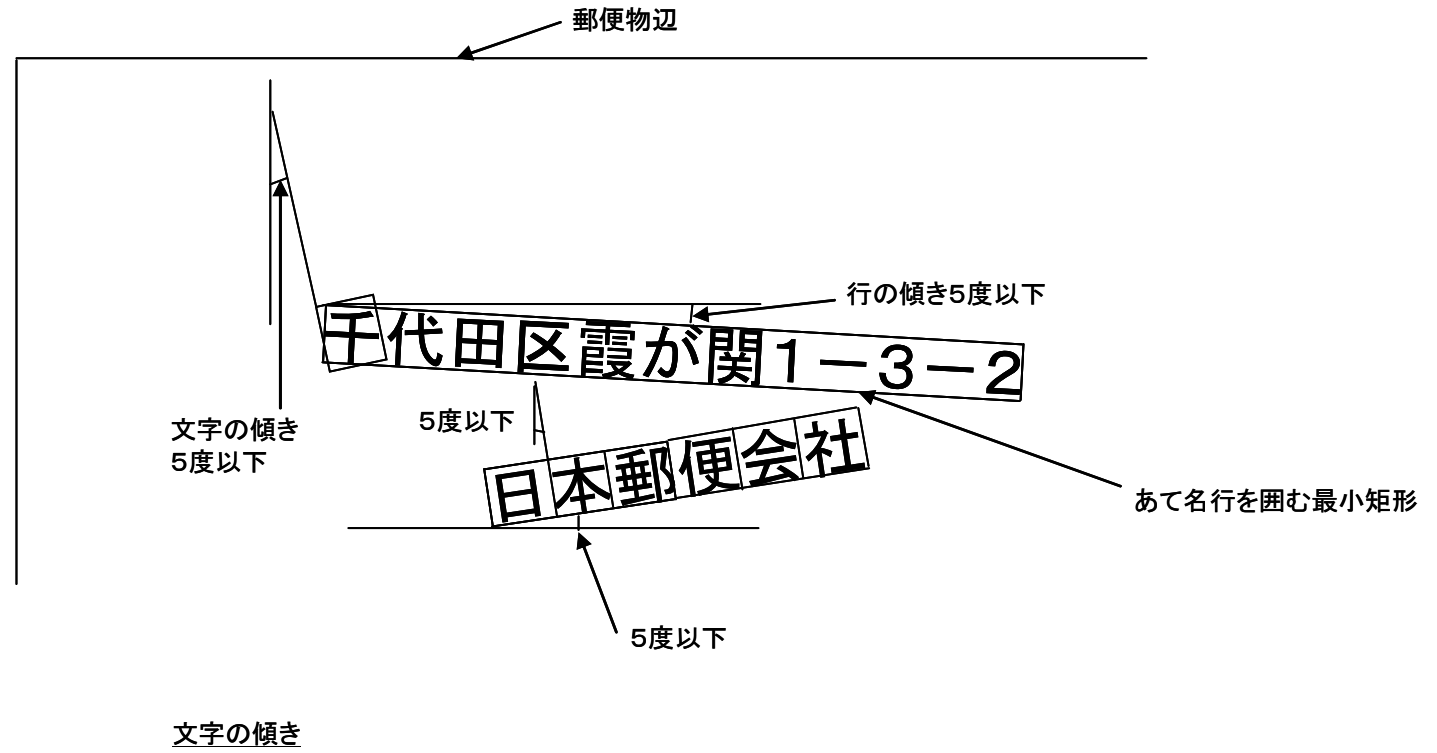 郵便物辺
行の傾き5度以下
千代田区霞が関1－3－2
5度以下
文字の傾き
5度以下
日本郵便会社
あて名行を囲む最小矩形
5度以下
文字の傾き